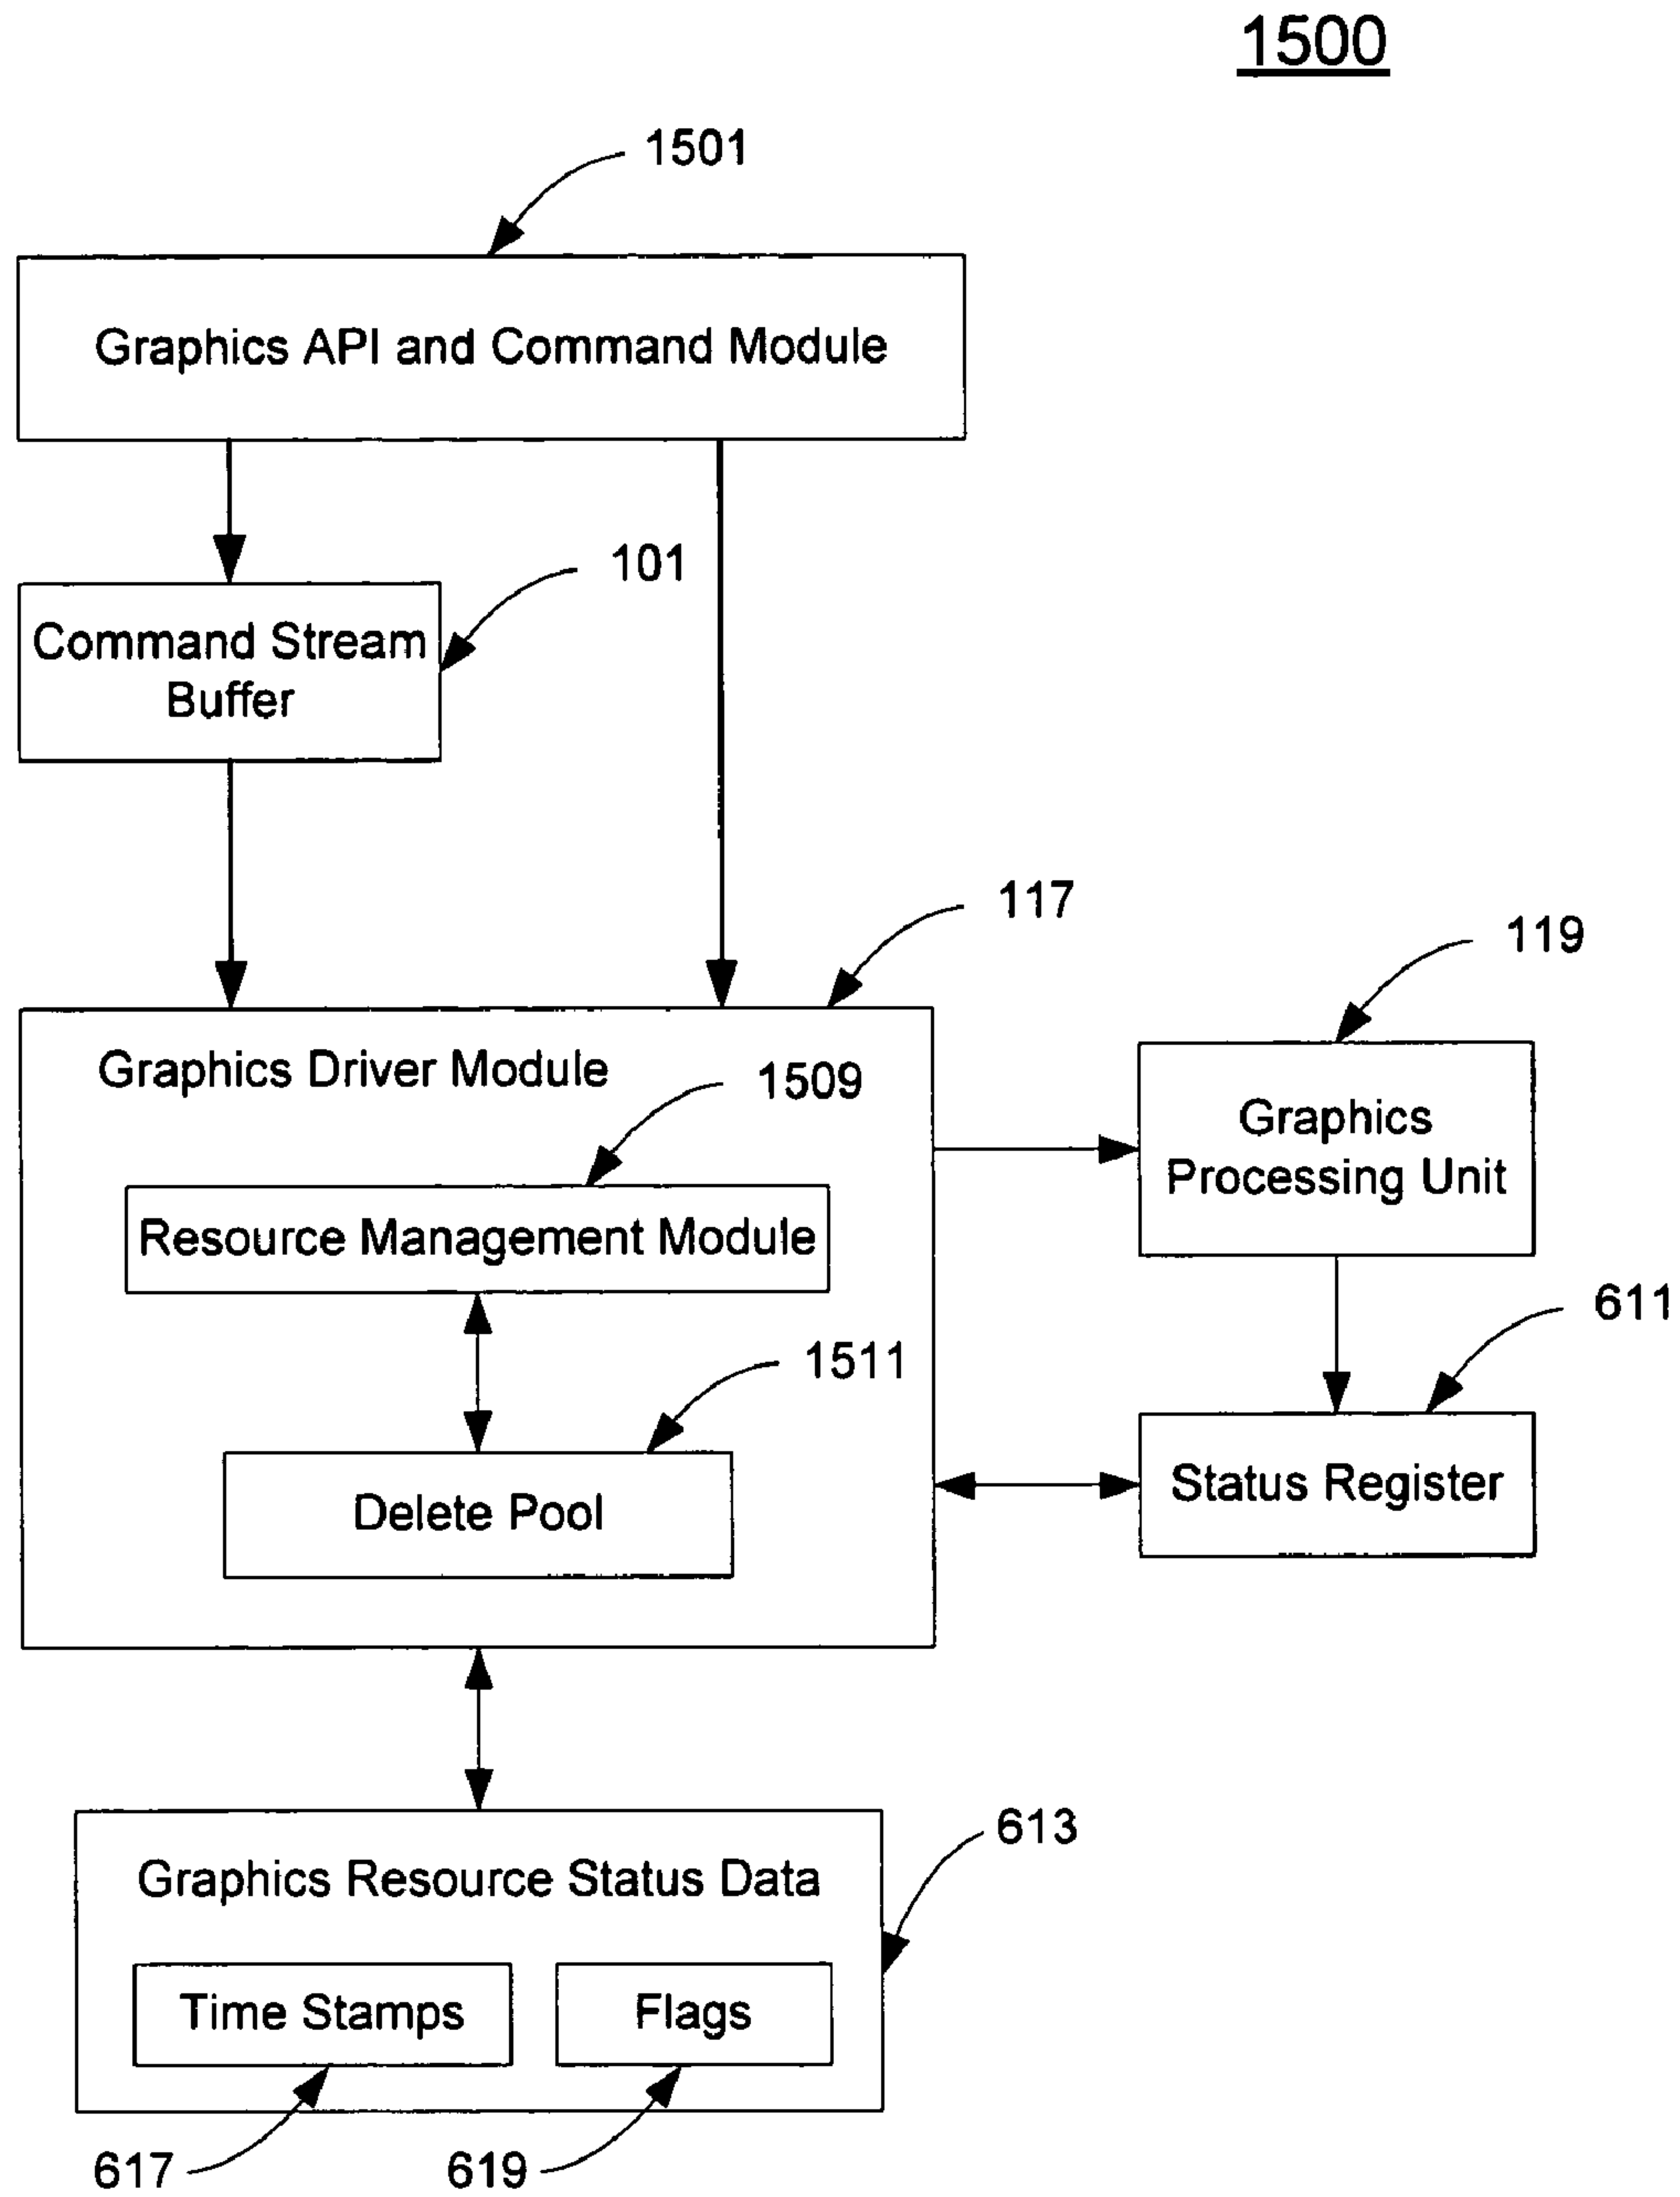 1500
1501
Graphics API and Command Module
101
Command Stream
Buffer
117
119
Graphics Driver Module
1509
Graphics
Processing Unit
Resource Management Module
611
1511
Status Register
Delete Pool
613
Graphics Resource Status Data
Time Stamps
Flags
617
619